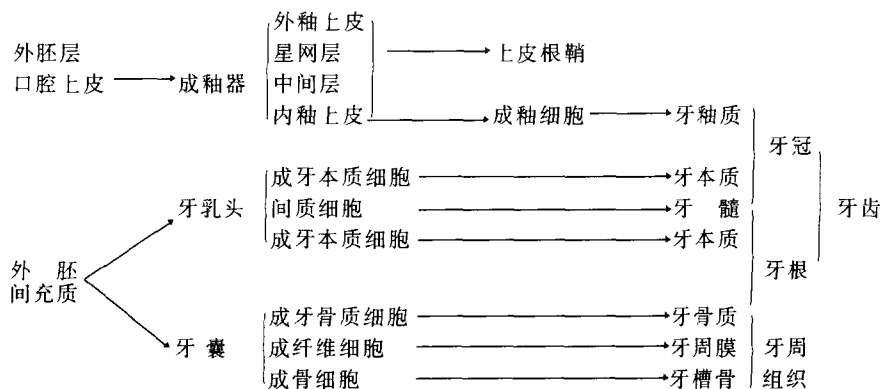 外釉上皮
外胚层 星网层 上皮根鞘
口腔上皮 成釉器 中间层
内釉上皮 成釉细胞 牙釉质
牙冠
成牙本质细胞 牙本质
牙乳头 间质细胞 牙 髓 牙齿
成牙本质细胞 牙本质
外 胚 牙根
间充质
成牙骨质细胞 牙骨质
牙囊 成纤维细胞 牙周膜 牙周
成骨细胞 牙槽骨 组织